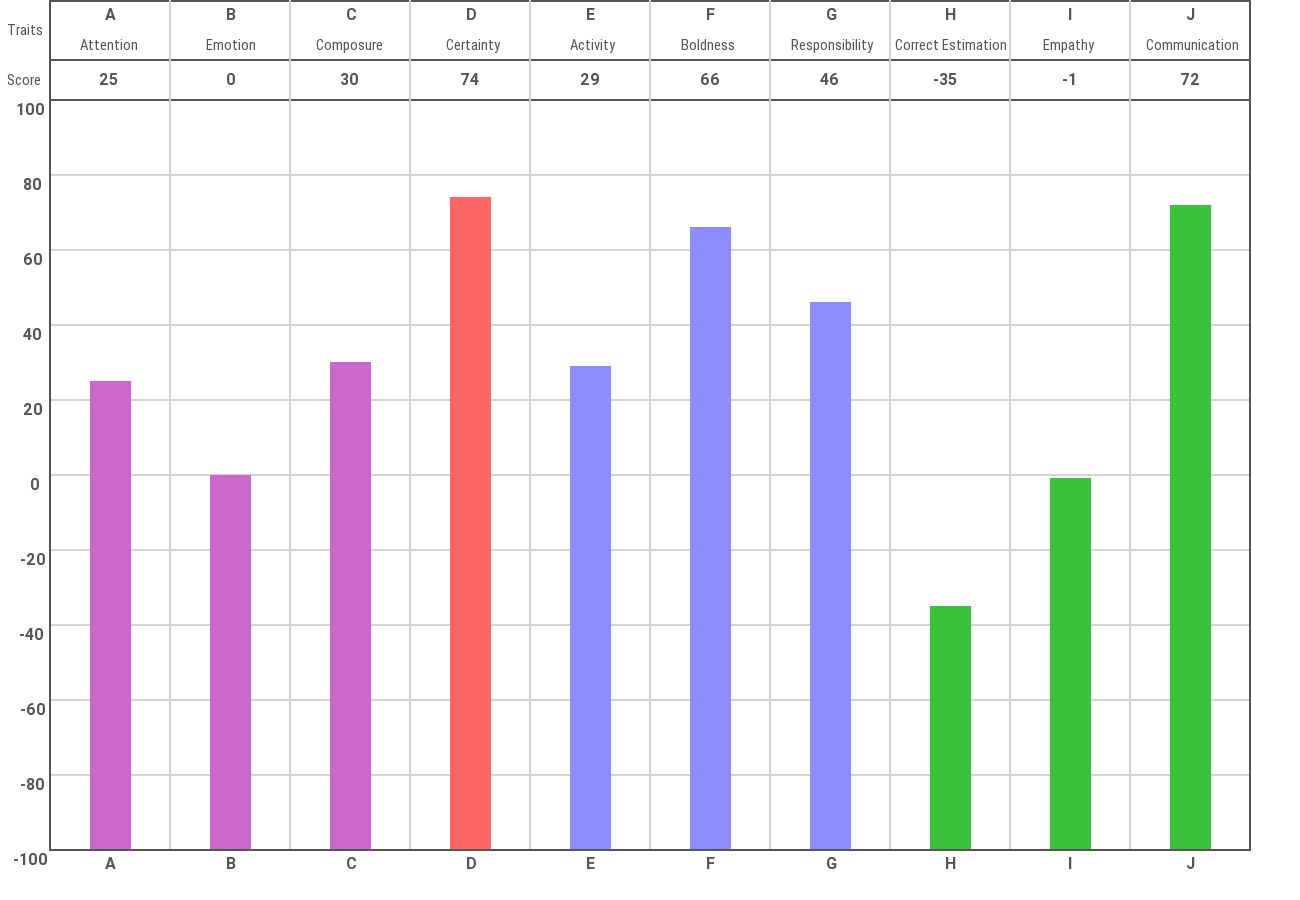 A B C D E F G H I J
Traits
Attention Emotion Composure Certainty Activity Boldness Responsibility Correct Estimation Empathy Communication
Score 25 0 30 74 29 66 46 -35 -1 72
100
80
60
40
20
0
-20
-40
-60
-80
-100
A B C D E F G H I J